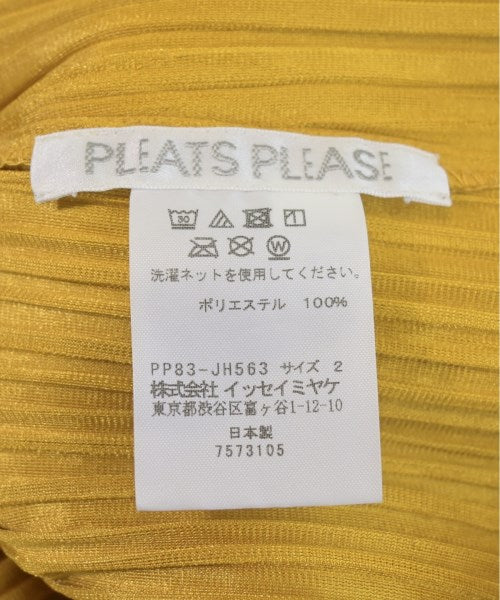 PLEATS PLEASE
30
W
洗濯ネットを使用してください。
ポリエステル 100%
PP83-JH563 サイズ 2
株式会社 イッセイミヤケ
東京都渋谷区富ヶ谷1-12-10
日本製
7573105